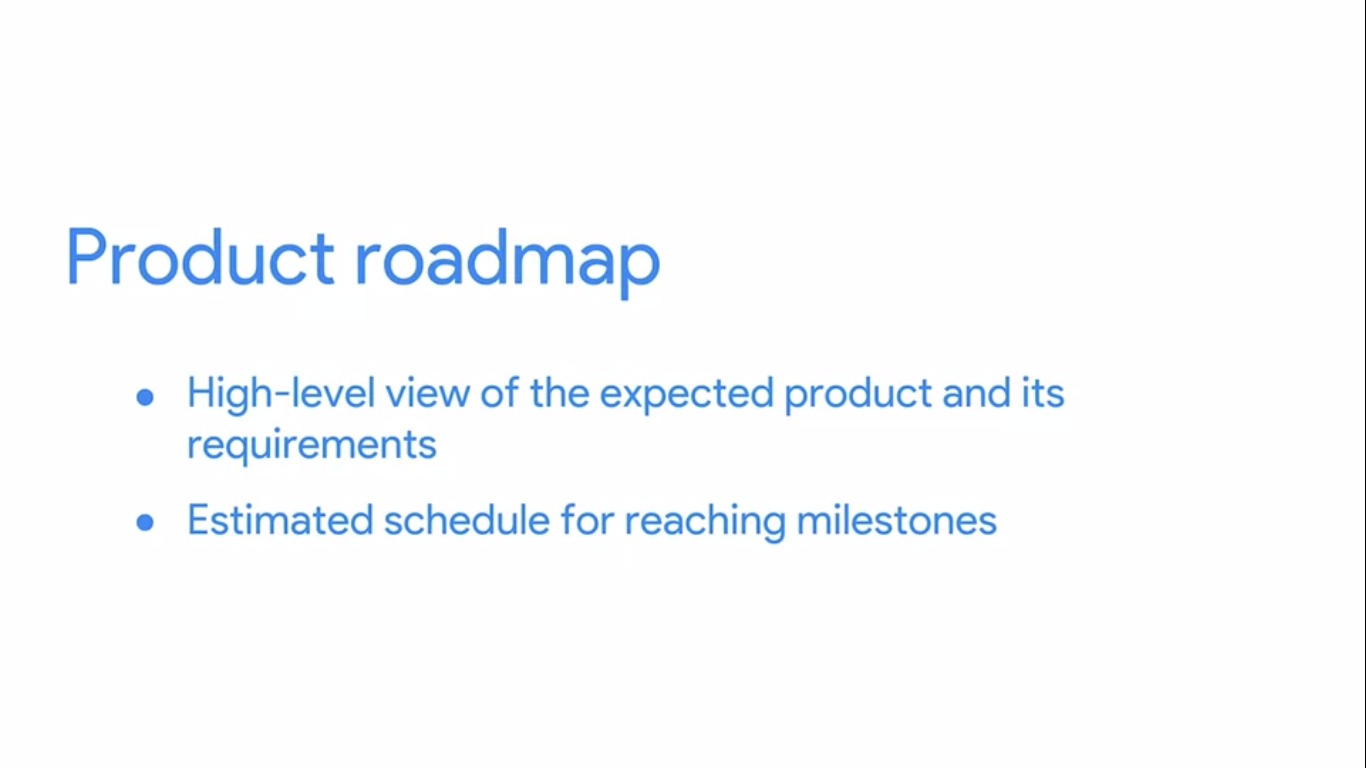 Product roadmap
● High-level view of the expected product and its
requirements
● Estimated schedule for reaching milestones